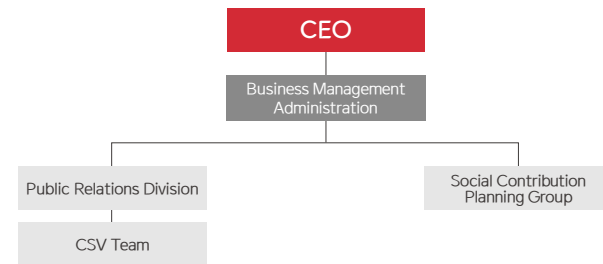 CEO
Business Management
Administration
Public Relations Division
Social Contribution
Planning Group
CSV Team